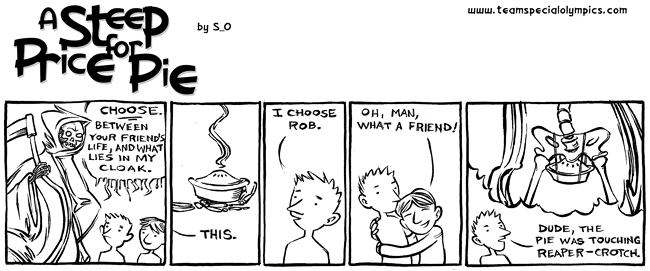 A STEEP
PRICE for PIE
by S_O
www.teamspecialolympics.com
CHOOSE.
BETWEEN
YOUR FRIEND'S
LIFE, AND WHAT
LIES IN MY
CLOAK.
THIS.
I CHOOSE
ROB.
OH, MAN,
WHAT A FRIEND!
DUDE, THE
PIE WAS TOUCHING
REAPER-CROTCH.